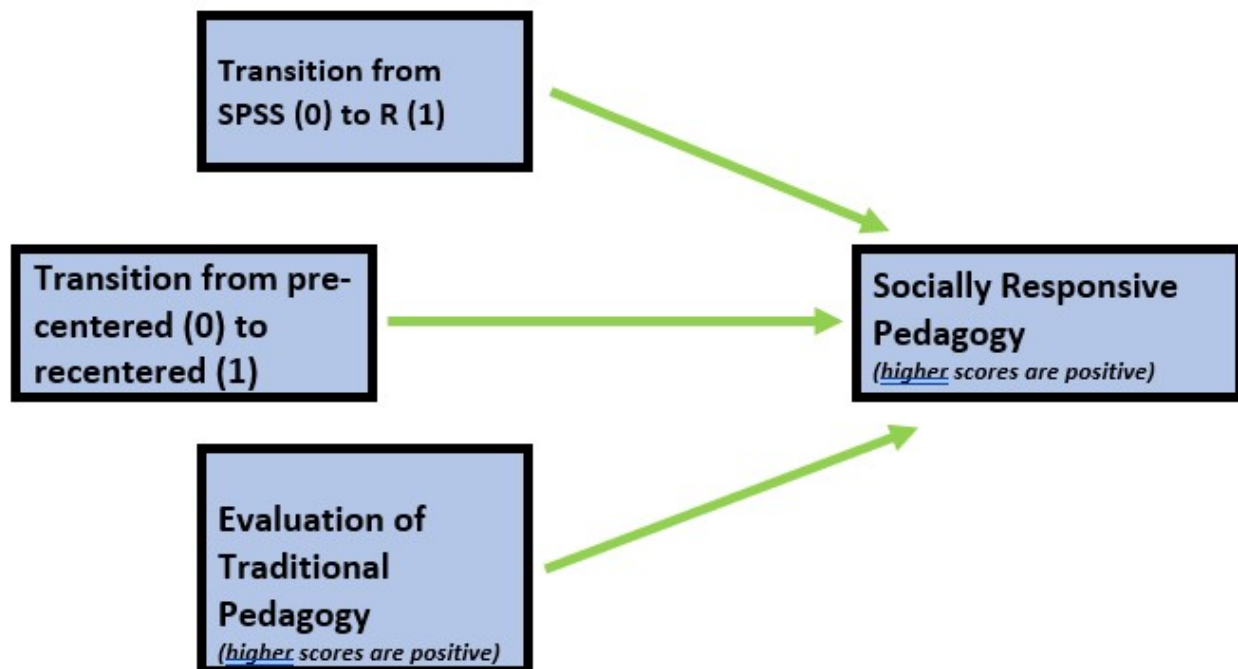 Transition from
SPSS (0) to R (1)
Transition from pre-
centered (0) to
recentered (1)
Socially Responsive
Pedagogy
(higher scores are positive)
Evaluation of
Traditional
Pedagogy
(higher scores are positive)